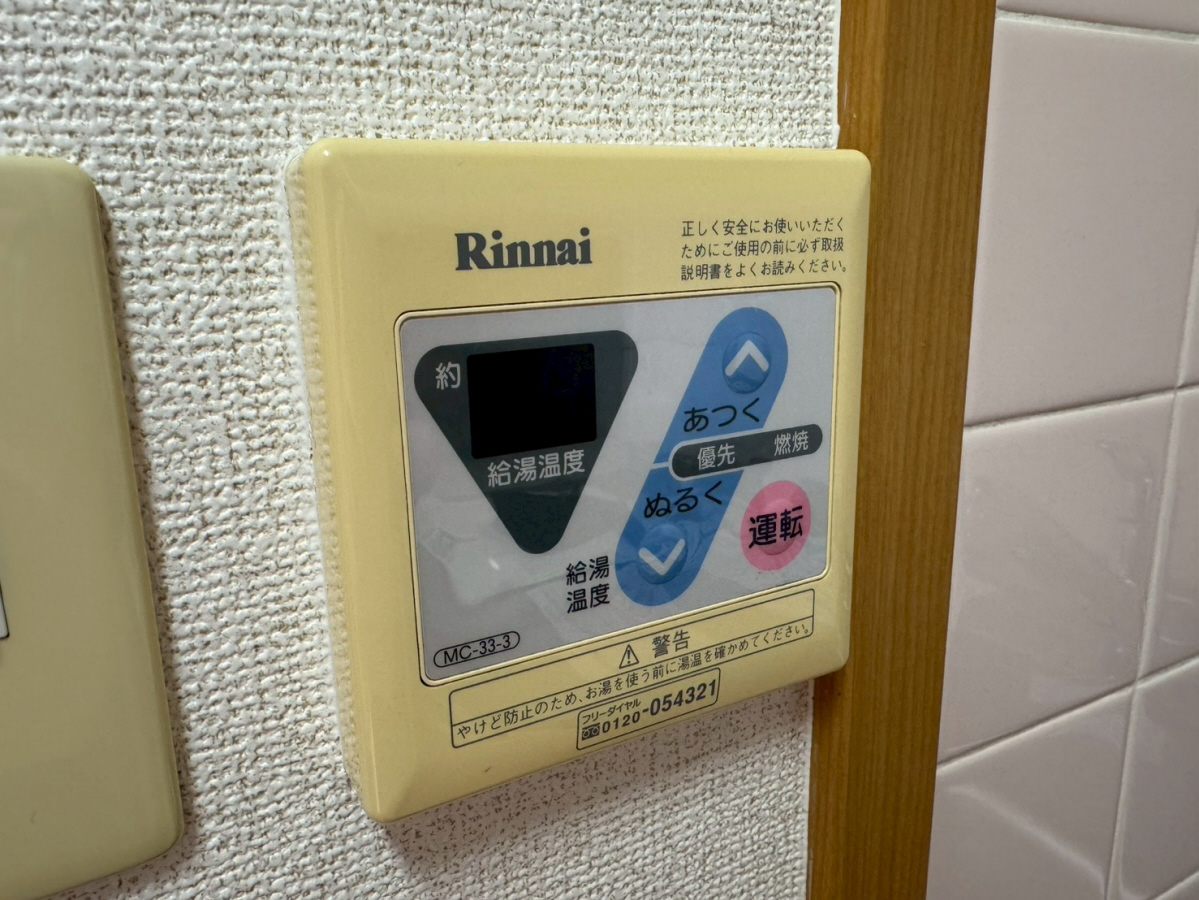 Rinnai
正しく安全にお使いいただく
ためにご使用の前に必ず取扱
説明書をよくお読みください。
約
給湯温度
あつく
優先 燃焼
ぬるく
運転
給湯
温度
MC-33-3
警告
やけど防止のため、お湯を使う前に湯温を確かめてください。
フリーダイヤル
0120-054321